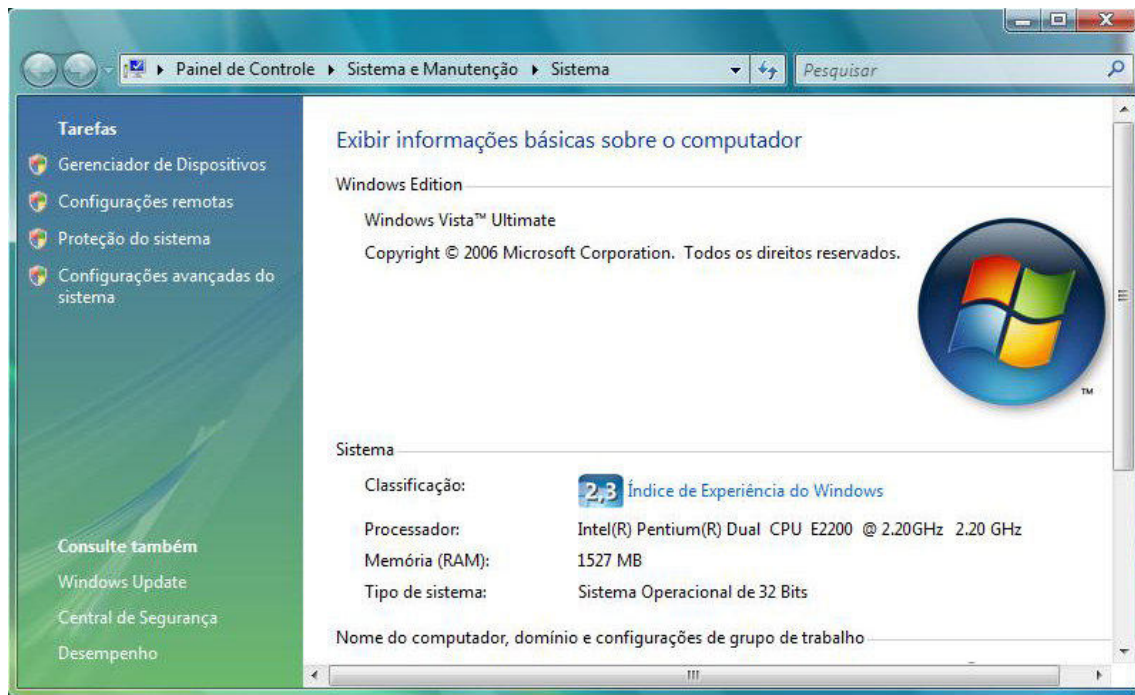 Painel de Controle ▸ Sistema e Manutenção ▸ Sistema
Pesquisar
Tarefas
Gerenciador de Dispositivos
Configurações remotas
Proteção do sistema
Configurações avançadas do
sistema
Consulte também
Windows Update
Central de Segurança
Desempenho
Exibir informações básicas sobre o computador
Windows Edition
Windows Vista™ Ultimate
Copyright © 2006 Microsoft Corporation. Todos os direitos reservados.
TM
Sistema
Classificação:
2,3 Índice de Experiência do Windows
Processador: Intel(R) Pentium(R) Dual CPU E2200 @ 2.20GHz 2.20 GHz
Memória (RAM): 1527 MB
Tipo de sistema: Sistema Operacional de 32 Bits
Nome do computador, domínio e configurações de grupo de trabalho